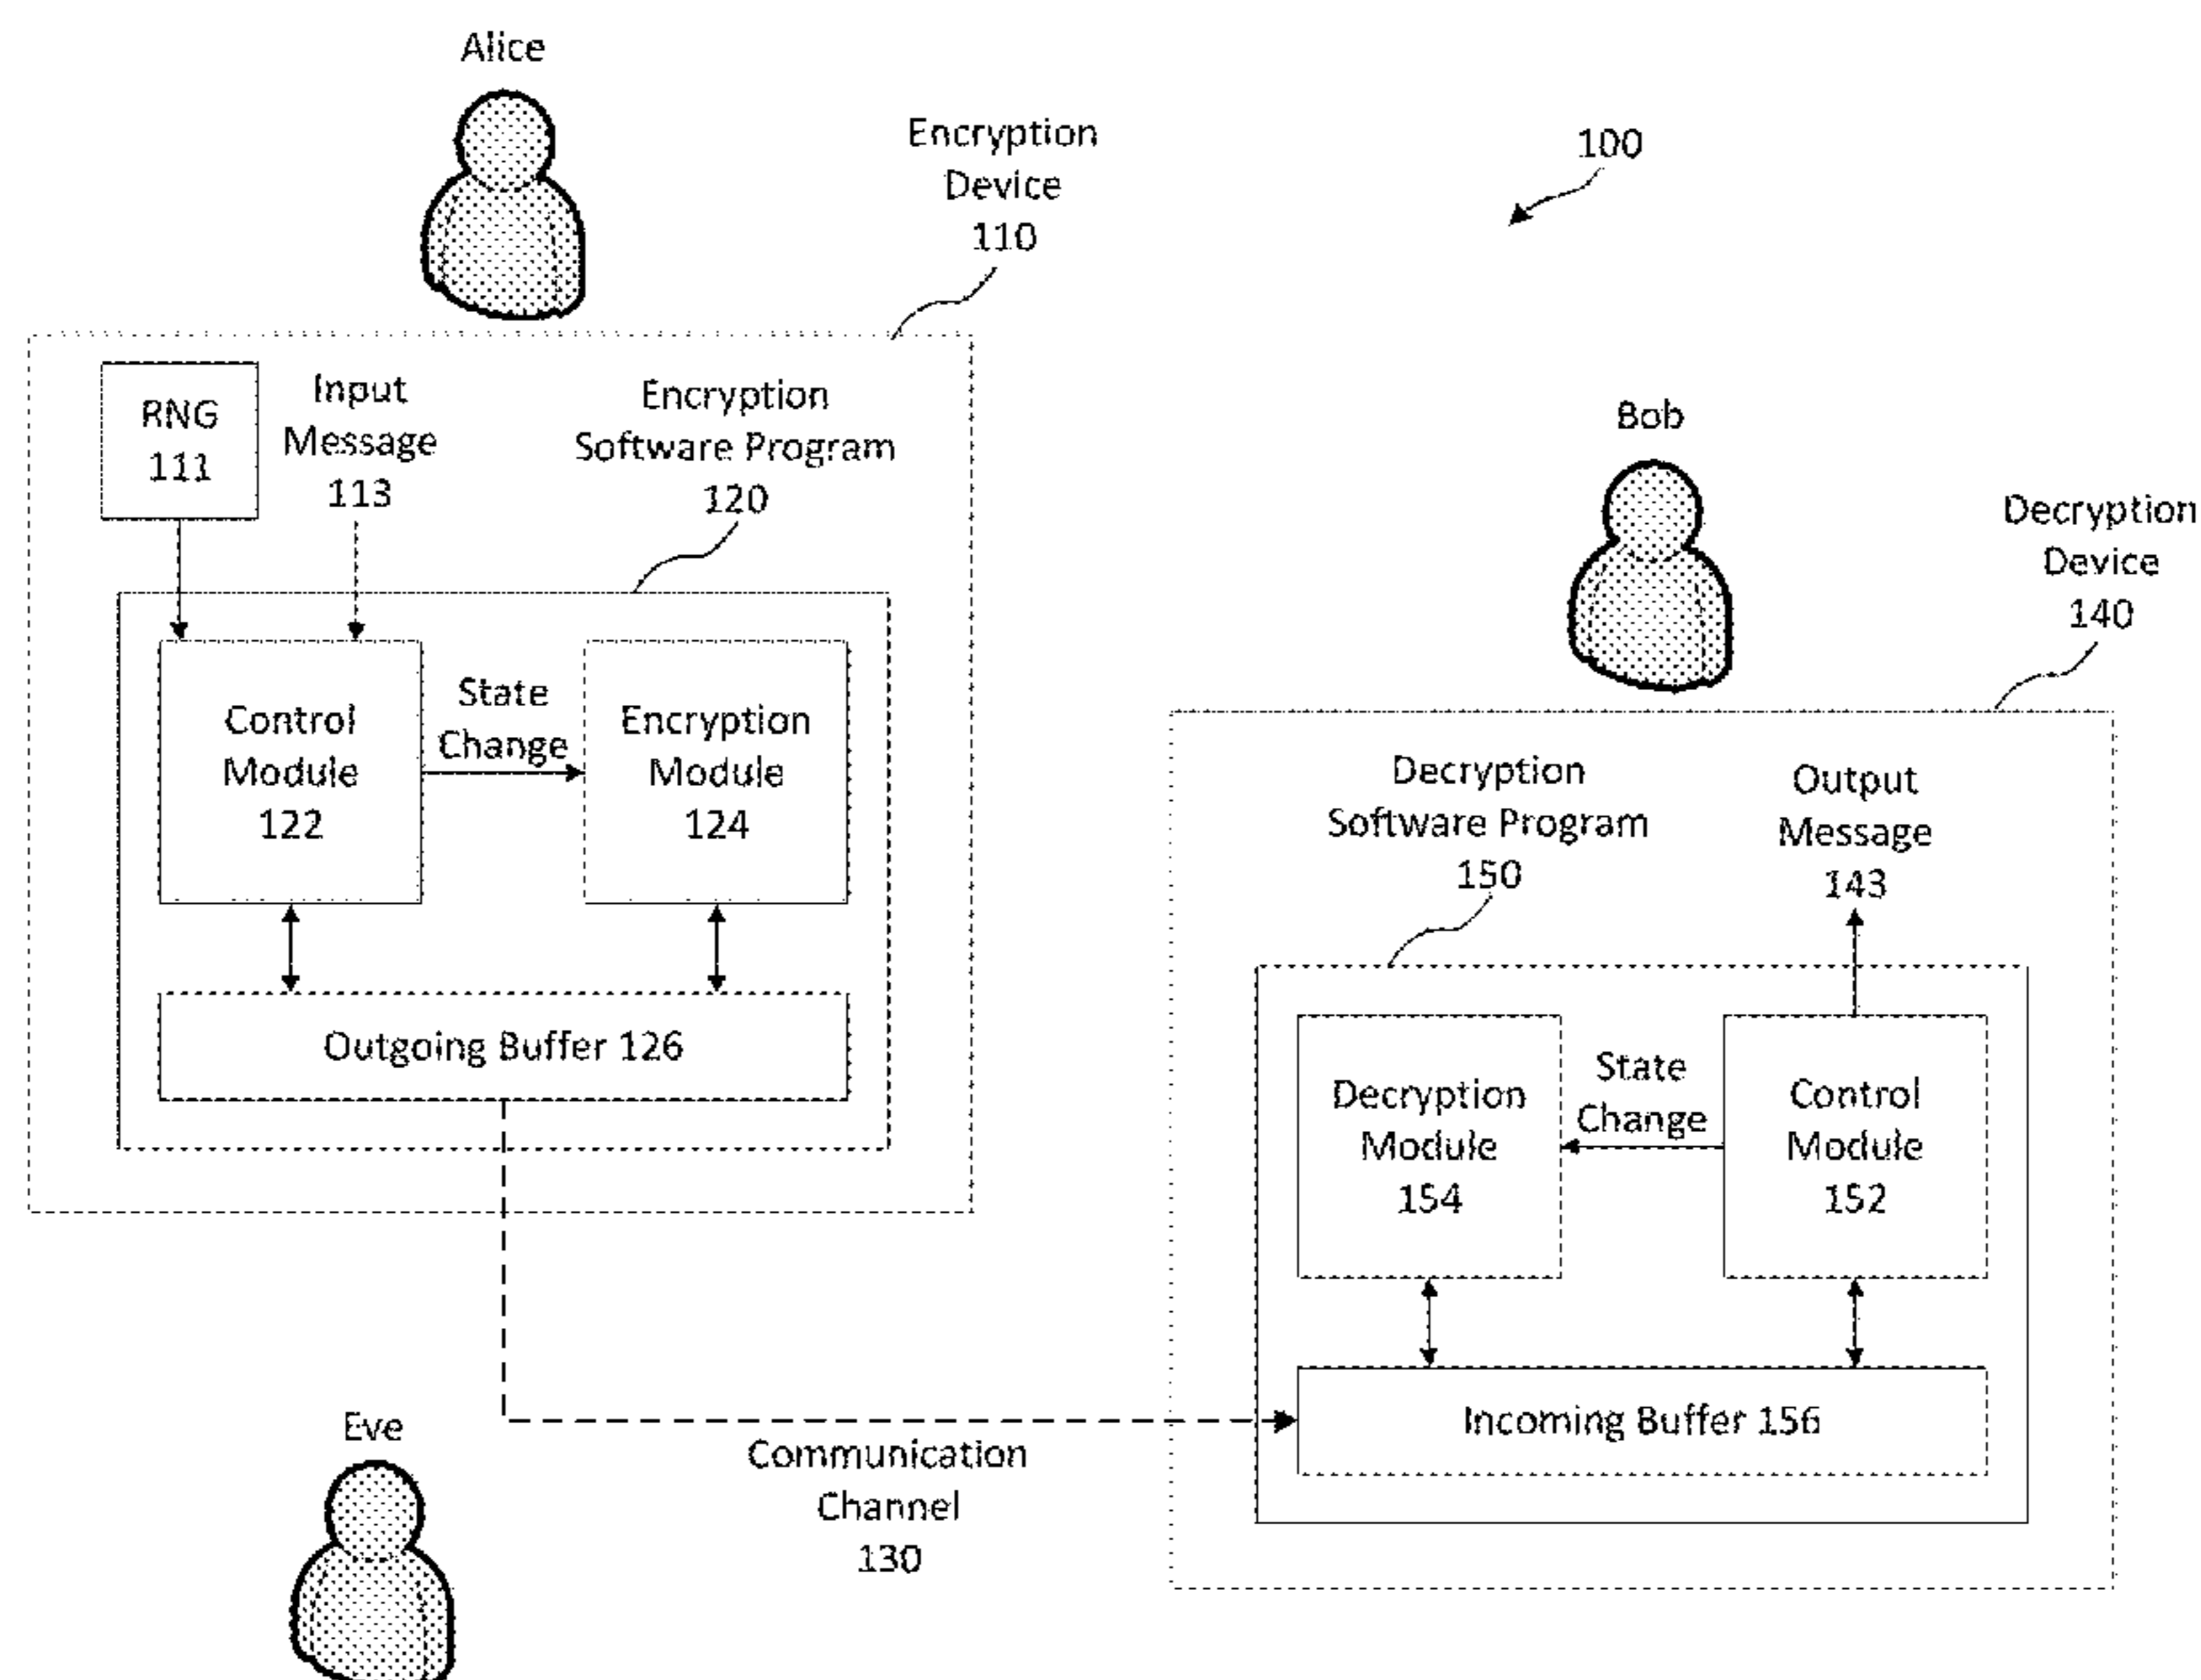 Alice
Encryption
Device
110
100
RNG
111
Input
Message
113
Encryption
Software Program
120
Control
Module
122
State
Change
Encryption
Module
124
Outgoing Buffer 126
Bob
Decryption
Device
140
Decryption
Software Program
150
Output
Message
143
Decryption
Module
154
State
Change
Control
Module
152
Incoming Buffer 156
Communication
Channel
130
Eve